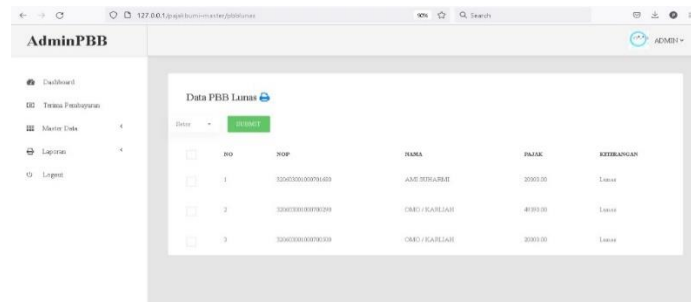 127.0.0.1/pajakbumi-master/pbblunas
90%
Search
AdminPBB
ADMIN
Dashboard
Terima Pembayaran
Master Data
Laporan
Logout
Data PBB Lunas
SUBMIT
NO NOP NAMA PAJAK KETERANGAN
1 AMI SUNARMI 20000.00 Lunas
2 OMO / KARLIAH Lunas
3 OMO / KARLIAH 20000.00 Lunas